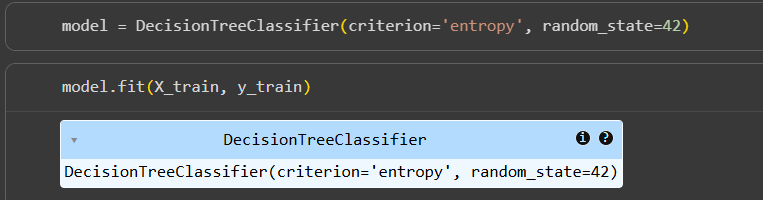 model = DecisionTreeClassifier(criterion='entropy', random_state=42)
model.fit(X_train, y_train)
DecisionTreeClassifier
DecisionTreeClassifier(criterion='entropy', random_state=42)